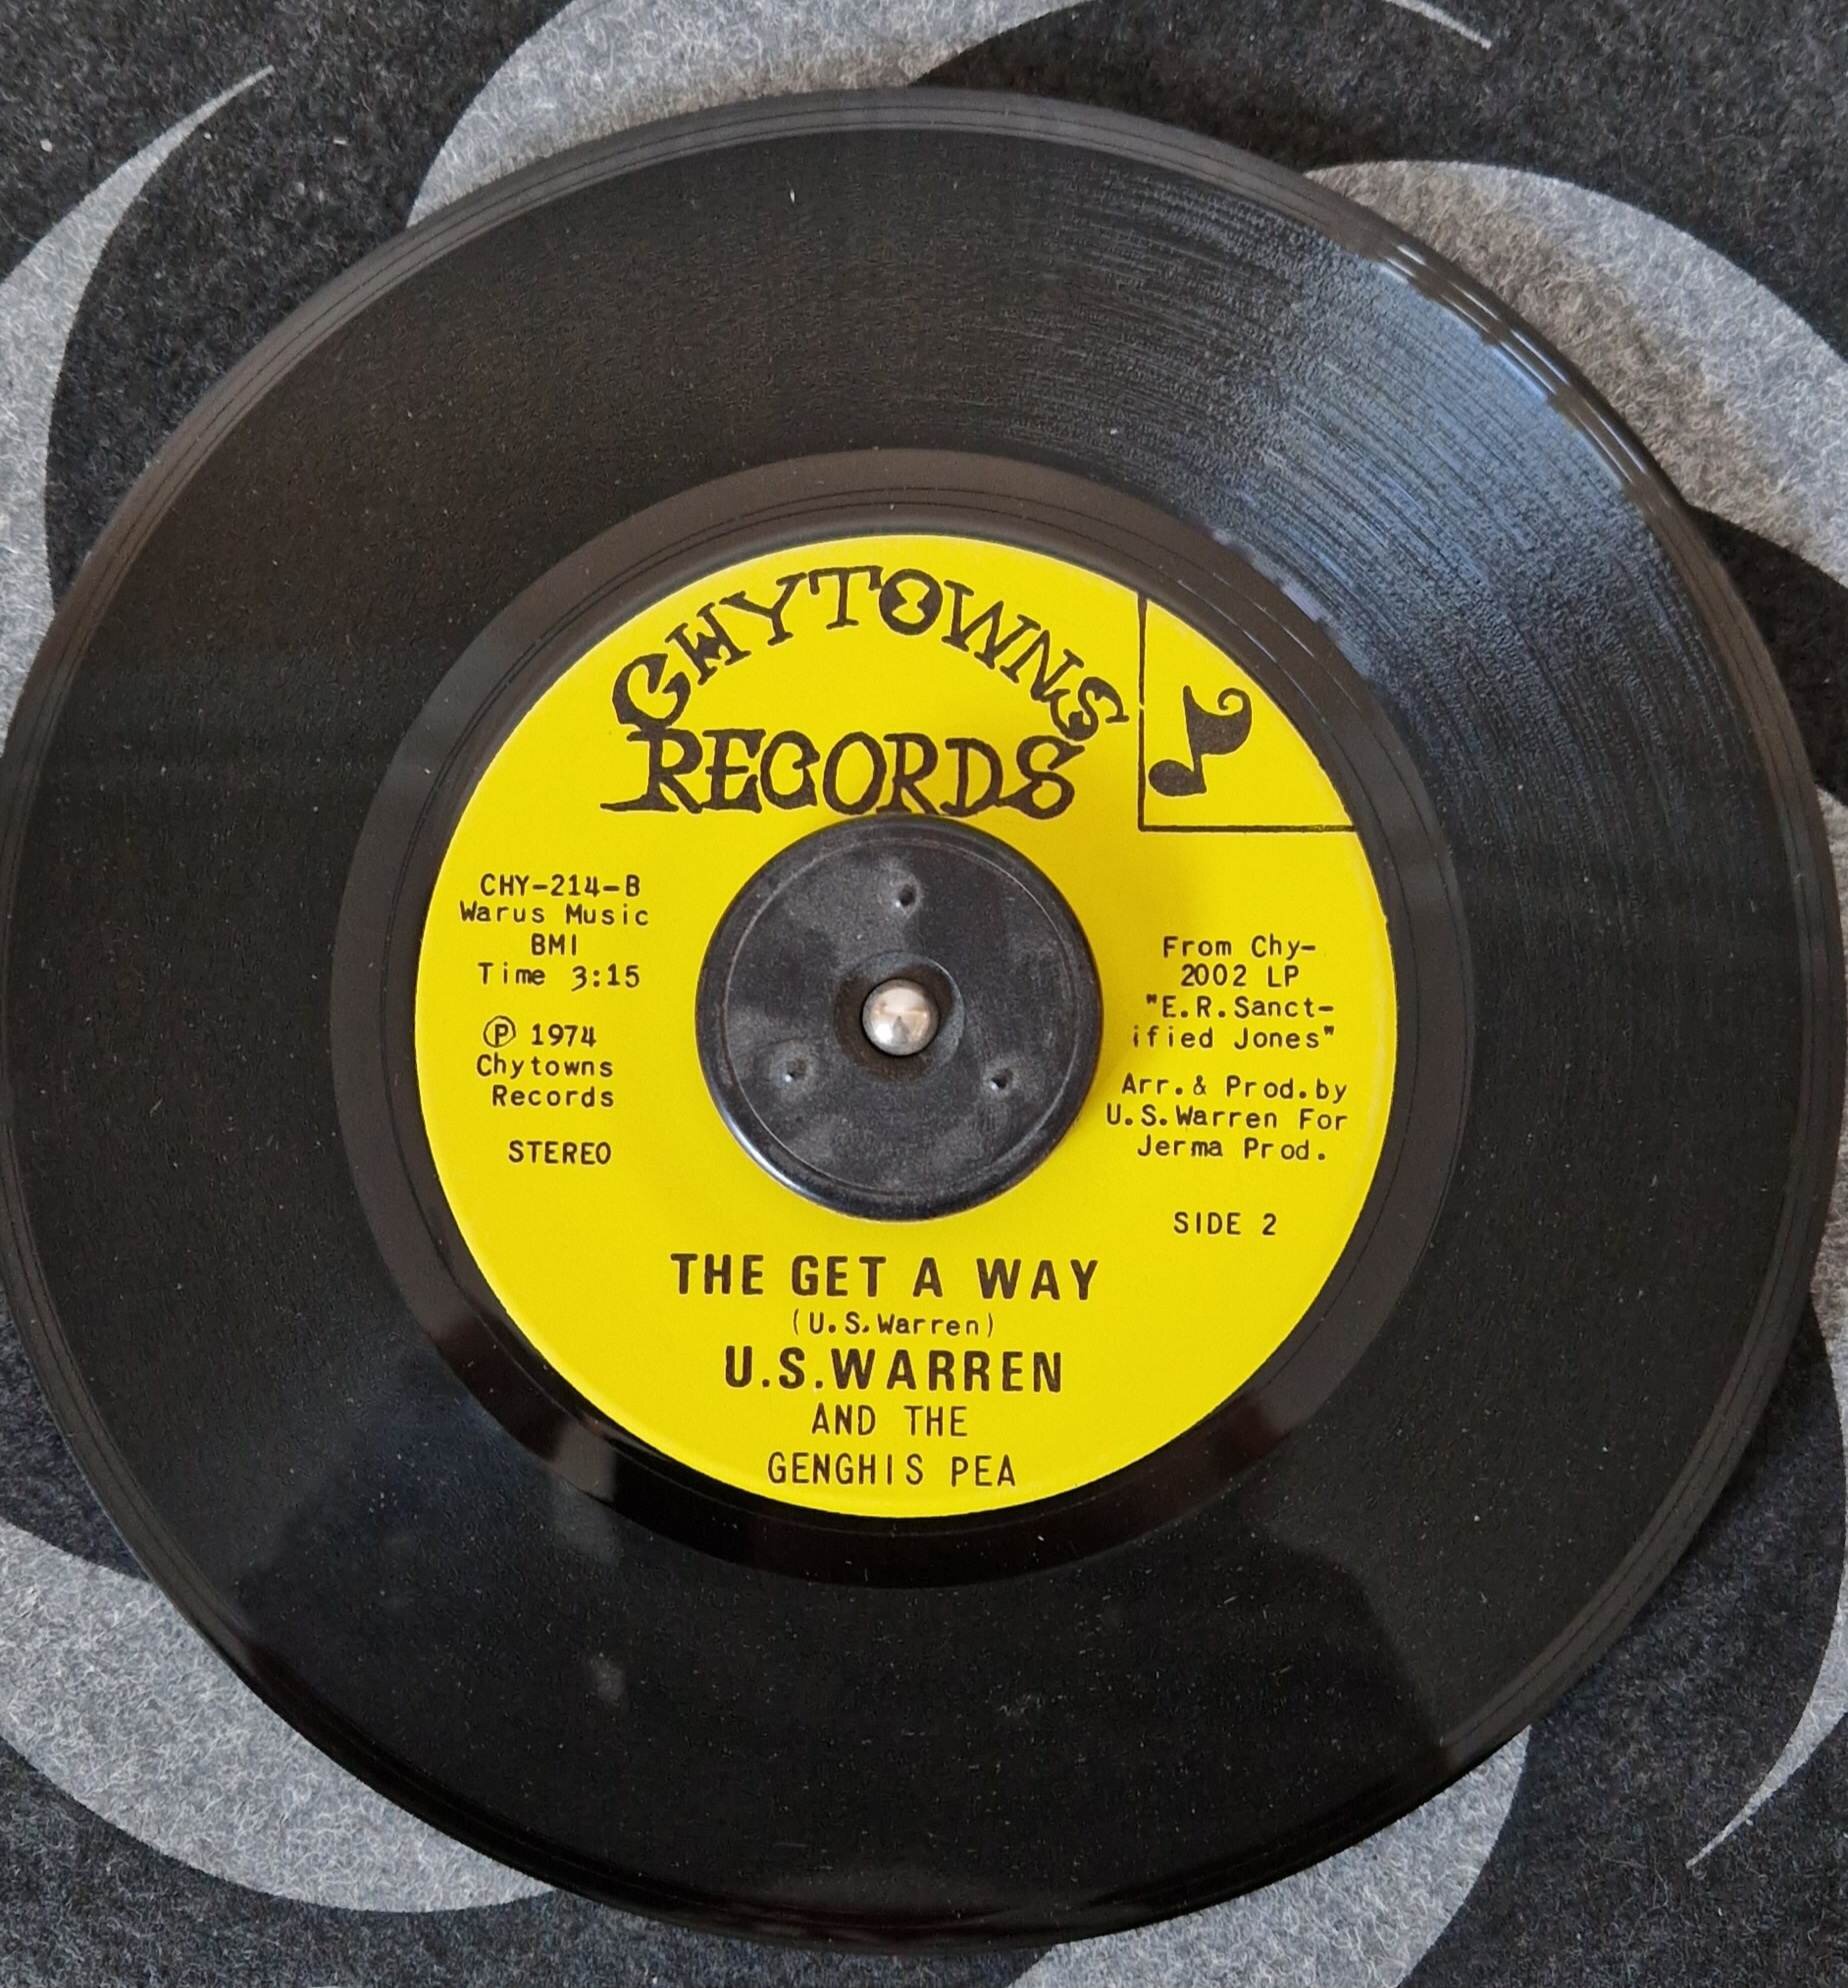 CHYTOWNS
RECORDS
CHY-214-B
Warus Music
BMI
Time 3:15
Ⓟ 1974
Chytowns
Records
STEREO
From Chy-
2002 LP
"E.R.Sanct-
ified Jones"
Arr.& Prod.by
U.S.Warren For
Jerma Prod.
SIDE 2
THE GET A WAY
(U.S.Warren)
U.S.WARREN
AND THE
GENGHIS PEA